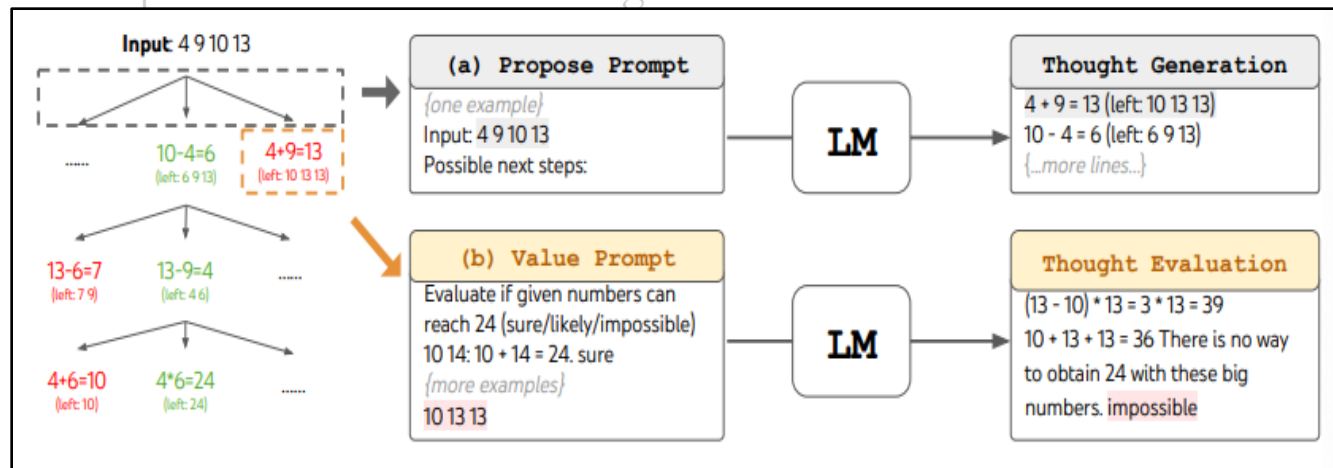 Input: 4 9 10 13
......
10-4=6
(left: 6 9 13)
4+9=13
(left: 10 13 13)
13-6=7
(left: 7 9)
13-9=4
(left: 4 6)
......
4+6=10
(left: 10)
4*6=24
(left: 24)
......
(a) Propose Prompt
{one example}
Input: 4 9 10 13
Possible next steps:
LM
Thought Generation
4 + 9 = 13 (left: 10 13 13)
10 - 4 = 6 (left: 6 9 13)
{...more lines...}
(b) Value Prompt
Evaluate if given numbers can
reach 24 (sure/likely/impossible)
10 14: 10 + 14 = 24. sure
{more examples}
10 13 13
LM
Thought Evaluation
(13 - 10) * 13 = 3 * 13 = 39
10 + 13 + 13 = 36 There is no way
to obtain 24 with these big
numbers. impossible